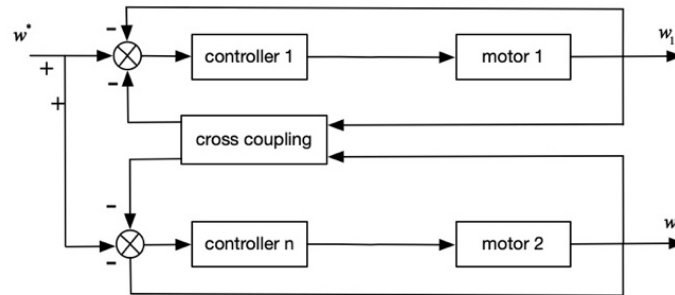 w*
-
+
-
+
controller 1
motor 1
w₁
cross coupling
-
-
controller n
motor 2
w